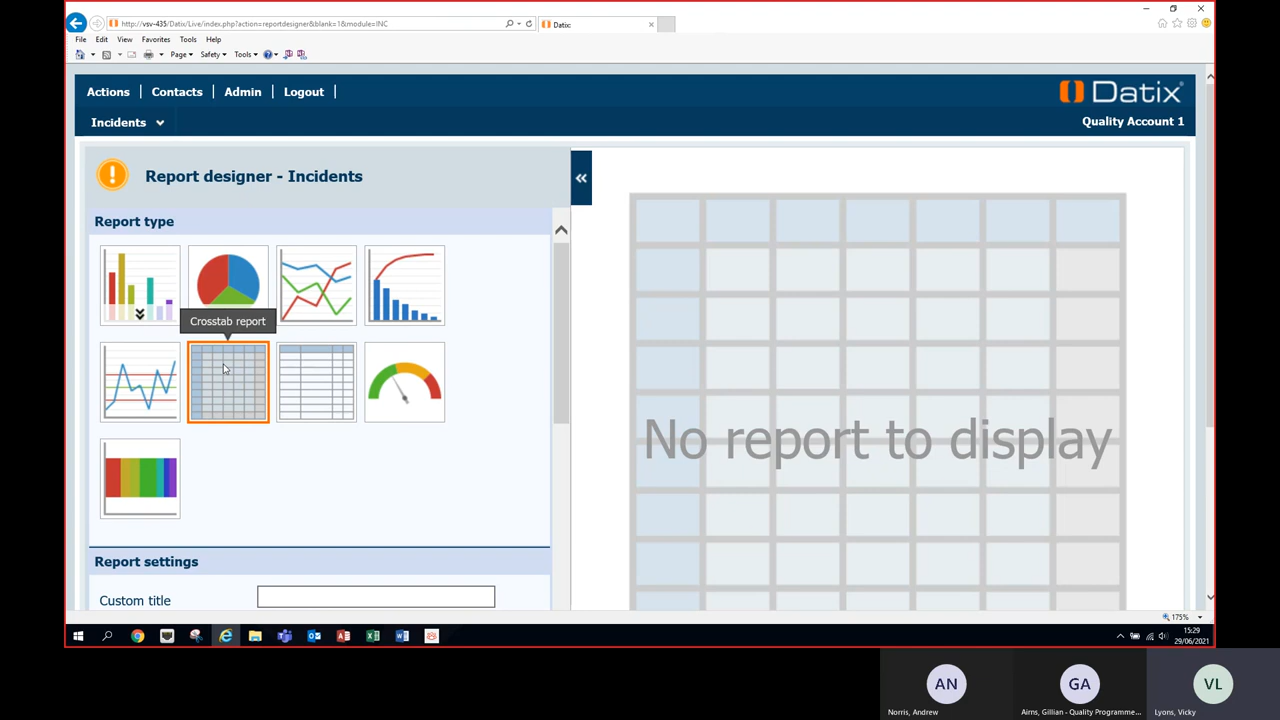 http://vsv-435/Datix/Live/index.php?action=reportdesigner&blank=1&module=INC
Datix:
File Edit View Favorites Tools Help
Page Safety Tools
Actions Contacts Admin Logout
Datix
Incidents
Quality Account 1
Report designer - Incidents
Report type
Crosstab report
No report to display
Report settings
Custom title
175%
15:29
29/06/2021
AN
GA
VL
Norris, Andrew
Airns, Gillian - Quality Programme...
Lyons, Vicky